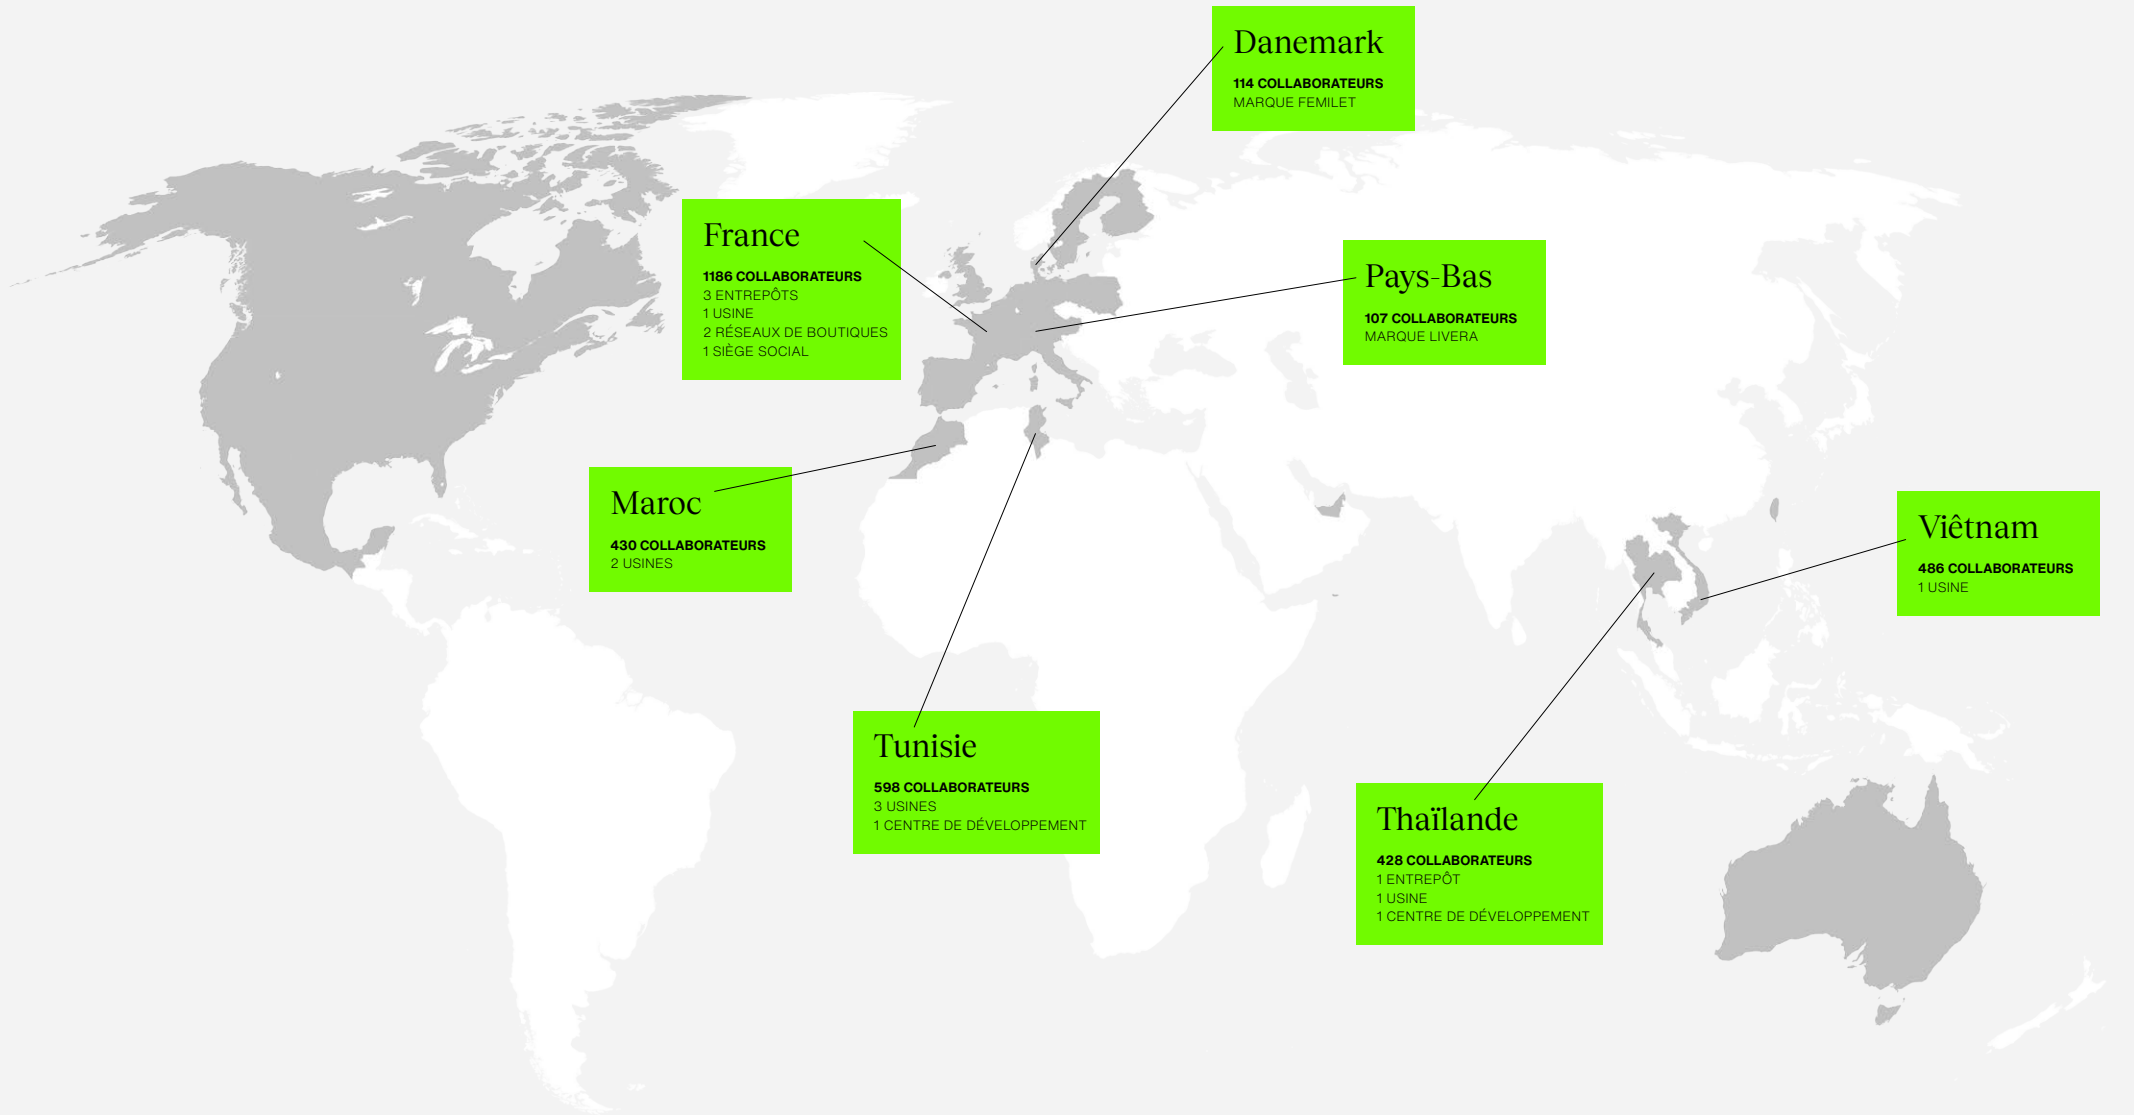 Danemark
114 COLLABORATEURS
MARQUE FEMILET
France
1186 COLLABORATEURS
3 ENTREPÔTS
1 USINE
2 RÉSEAUX DE BOUTIQUES
1 SIÈGE SOCIAL
Pays-Bas
107 COLLABORATEURS
MARQUE LIVERA
Maroc
430 COLLABORATEURS
2 USINES
Viêtnam
486 COLLABORATEURS
1 USINE
Tunisie
598 COLLABORATEURS
3 USINES
1 CENTRE DE DÉVELOPPEMENT
Thaïlande
428 COLLABORATEURS
1 ENTREPÔT
1 USINE
1 CENTRE DE DÉVELOPPEMENT